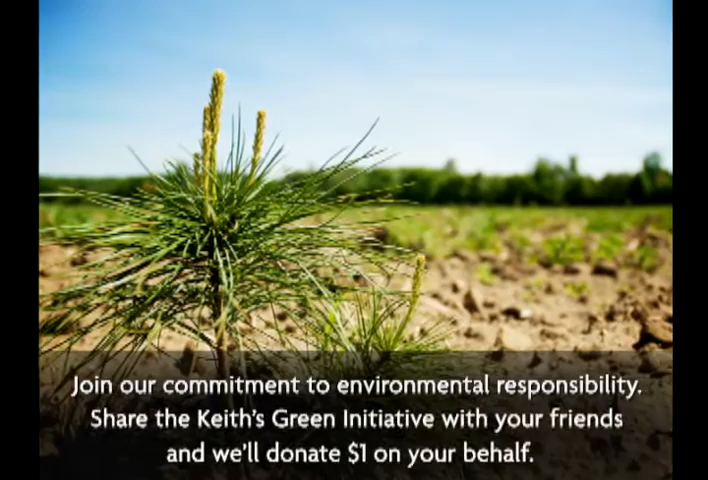 Join our commitment to environmental responsibility.
Share the Keith's Green Initiative with your friends
and we'll donate $1 on your behalf.